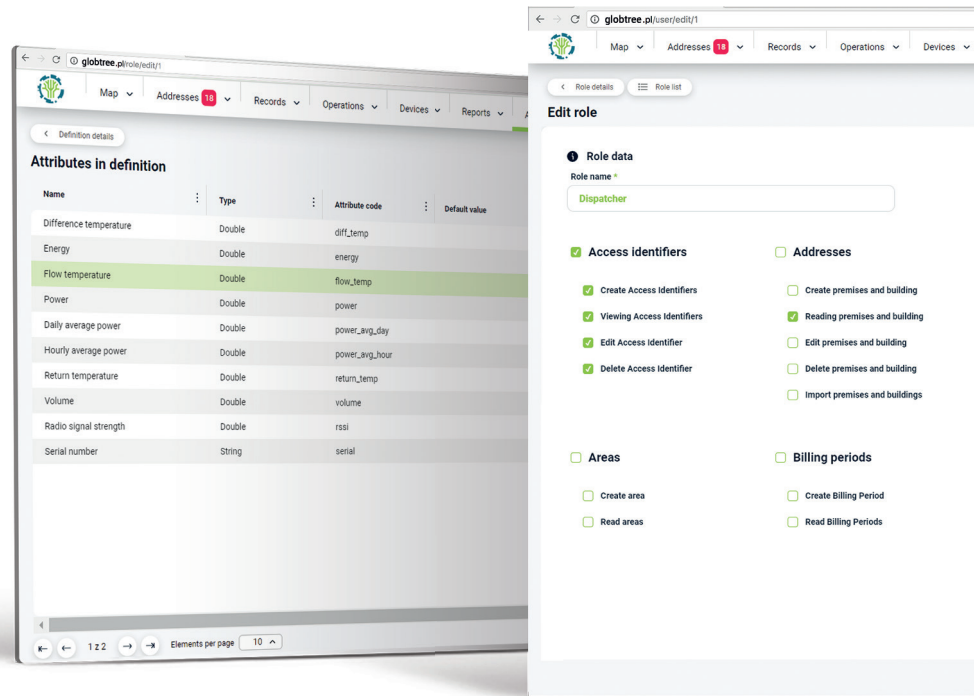 globtree.pl/role/edit/1
Map
Addresses 18
Records
Operations
Devices
Reports
Definition details
Attributes in definition
Name Type Attribute code Default value
Difference temperature Double diff_temp
Energy Double energy
Flow temperature Double flow_temp
Power Double power
Daily average power Double power_avg_day
Hourly average power Double power_avg_hour
Return temperature Double return_temp
Volume Double volume
Radio signal strength Double rssi
Serial number String serial
1 z 2 Elements per page 10
globtree.pl/user/edit/1
Map Addresses 18 Records Operations Devices
Role details Role list
Edit role
Role data
Role name *
Dispatcher
Access identifiers
Create Access Identifiers
Viewing Access Identifiers
Edit Access Identifier
Delete Access Identifier
Addresses
Create premises and building
Reading premises and building
Edit premises and building
Delete premises and building
Import premises and buildings
Areas
Create area
Read areas
Billing periods
Create Billing Period
Read Billing Periods